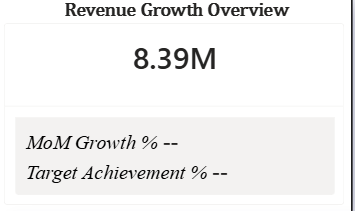 Revenue Growth Overview
8.39M
MoM Growth % --
Target Achievement % --